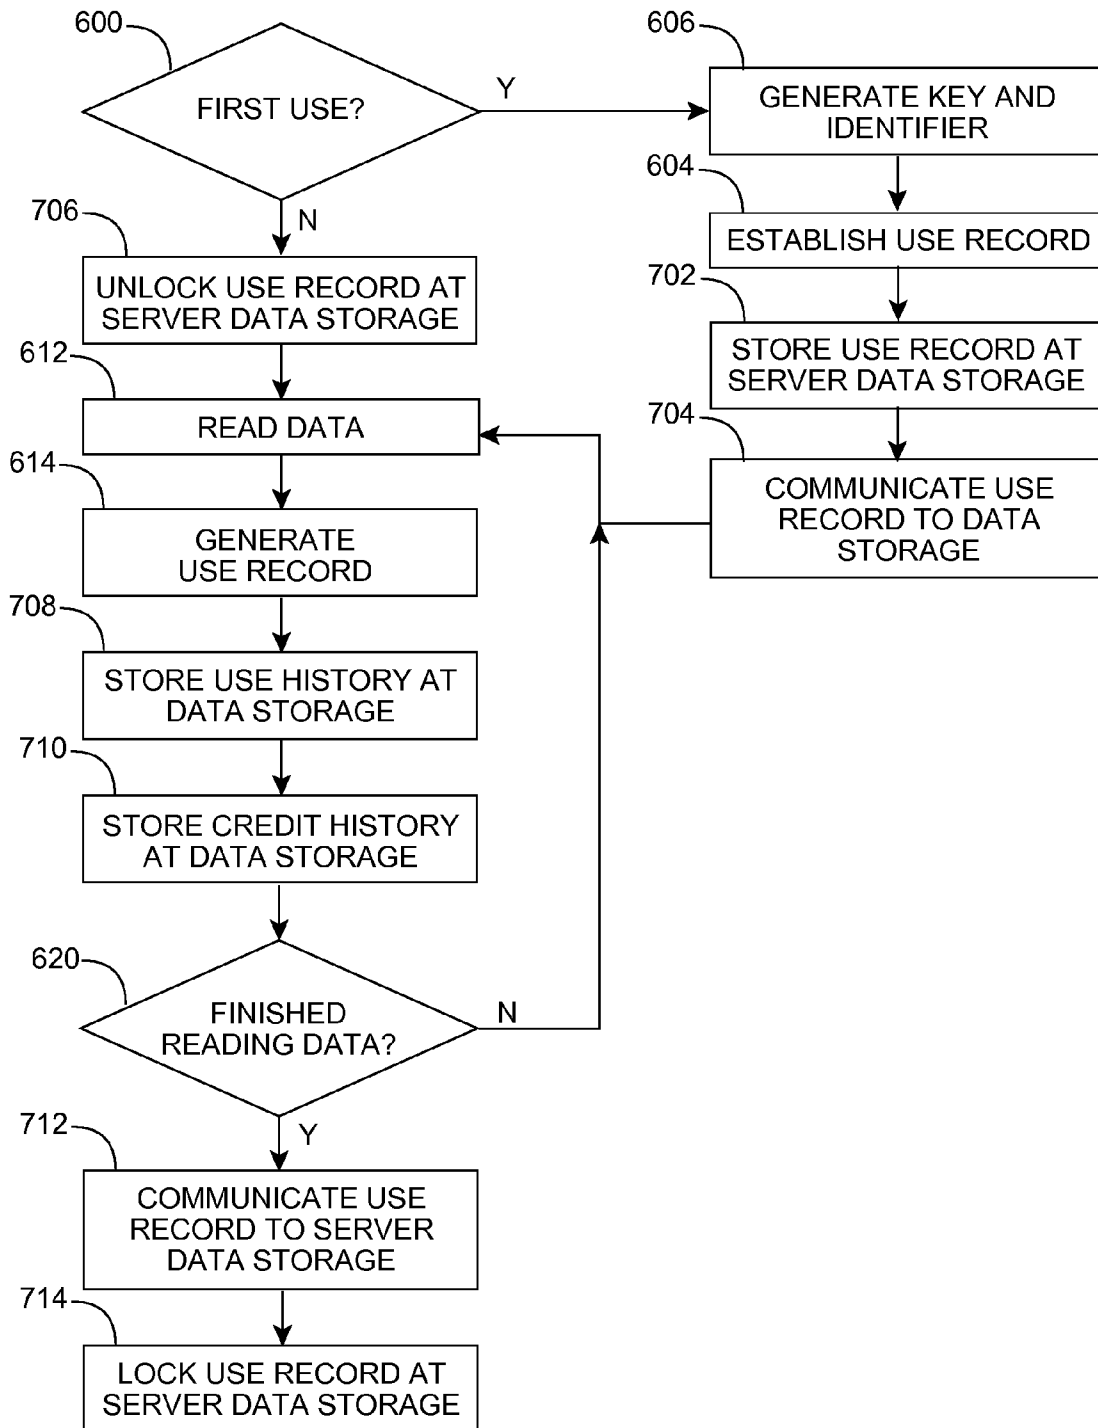 600
FIRST USE?
Y
N
606
GENERATE KEY AND
IDENTIFIER
604
ESTABLISH USE RECORD
702
STORE USE RECORD AT
SERVER DATA STORAGE
704
COMMUNICATE USE
RECORD TO DATA
STORAGE
706
UNLOCK USE RECORD AT
SERVER DATA STORAGE
612
READ DATA
614
GENERATE
USE RECORD
708
STORE USE HISTORY AT
DATA STORAGE
710
STORE CREDIT HISTORY
AT DATA STORAGE
620
FINISHED
READING DATA?
N
Y
712
COMMUNICATE USE
RECORD TO SERVER
DATA STORAGE
714
LOCK USE RECORD AT
SERVER DATA STORAGE